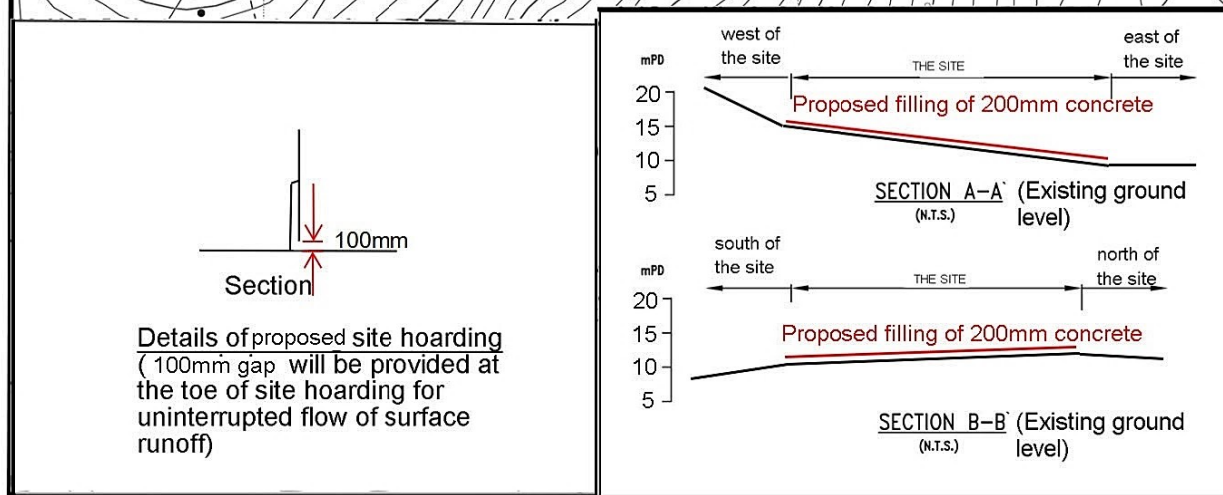 100mm
Section
Details of proposed site hoarding
( 100mm gap will be provided at
the toe of site hoarding for
uninterrupted flow of surface
runoff)
west of
the site
east of
the site
mPD
THE SITE
Proposed filling of 200mm concrete
20
15
10
5
SECTION A-A` (Existing ground
level)
(N.T.S.)
south of
the site
north of
the site
mPD
THE SITE
Proposed filling of 200mm concrete
20
15
10
5
SECTION B-B` (Existing ground
level)
(N.T.S.)